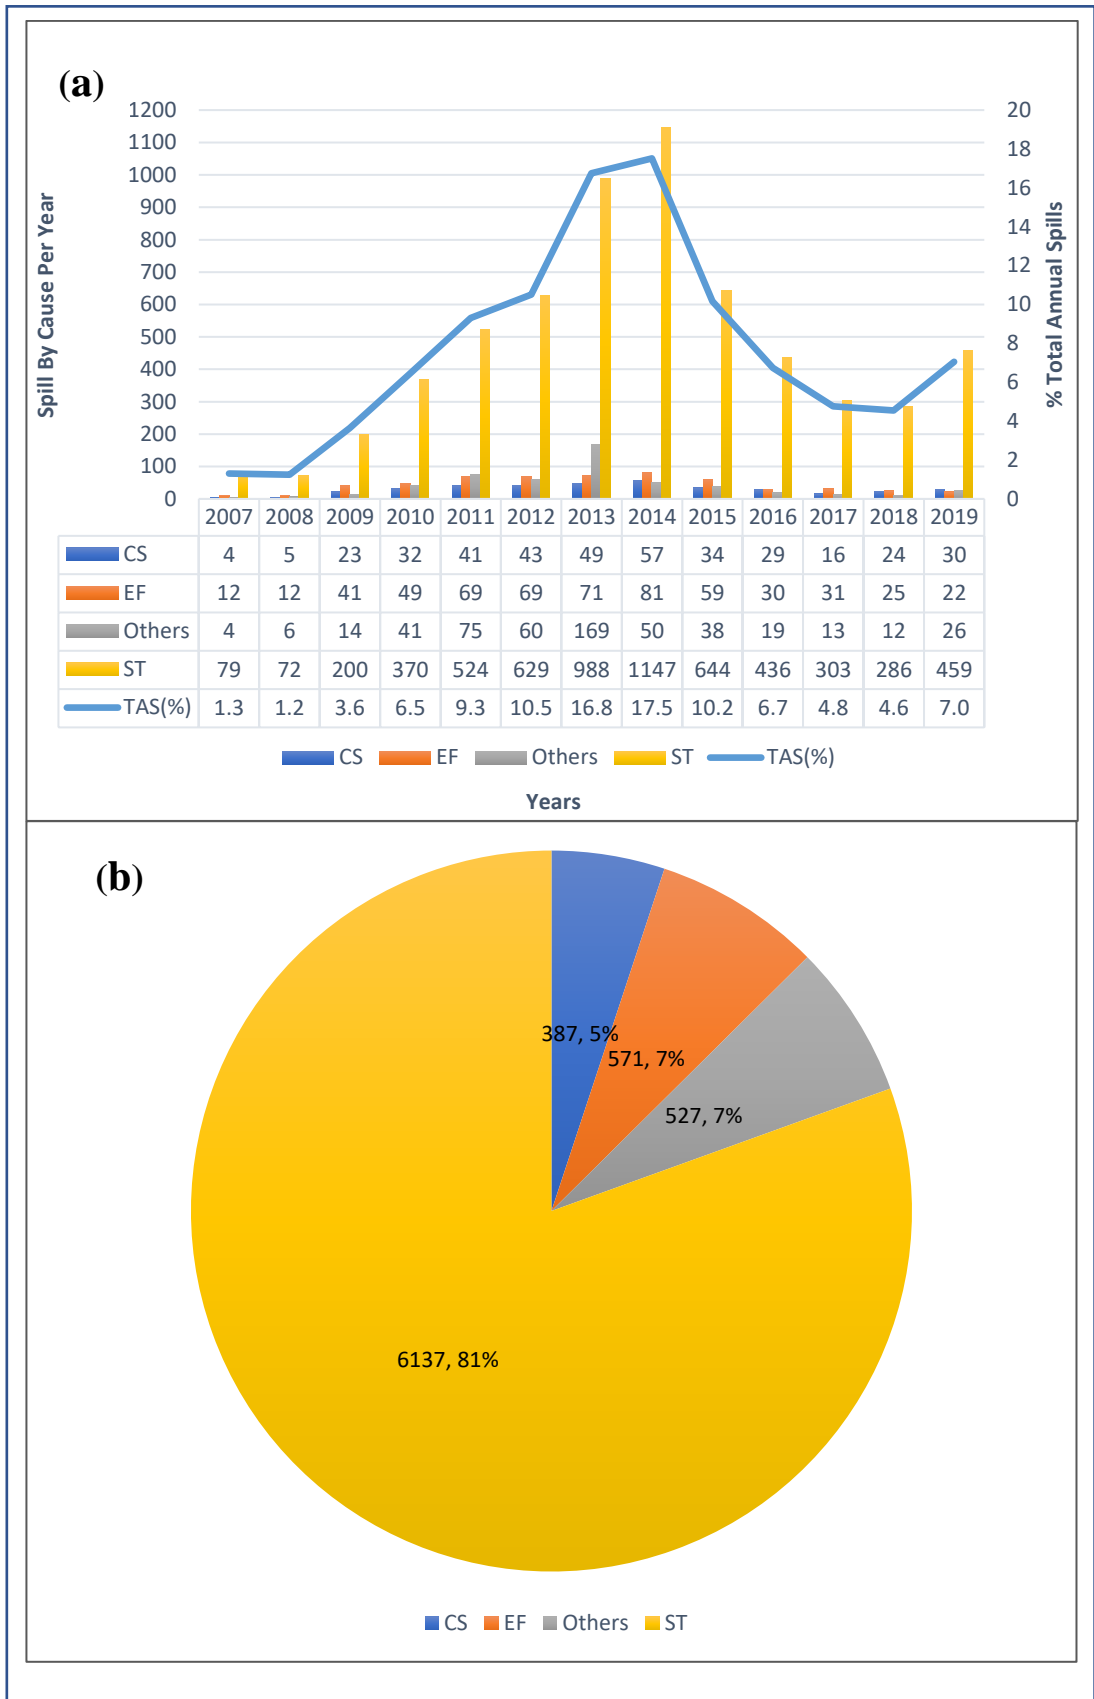 (a)
1200 20
1100 18
1000 16
900 14
800
700 12
600 10
500 8
400 6
300
200 4
100 2
0 0
Spill By Cause Per Year
% Total Annual Spills
2007 2008 2009 2010 2011 2012 2013 2014 2015 2016 2017 2018 2019
CS 4 5 23 32 41 43 49 57 34 29 16 24 30
EF 12 12 41 49 69 69 71 81 59 30 31 25 22
Others 4 6 14 41 75 60 169 50 38 19 13 12 26
ST 79 72 200 370 524 629 988 1147 644 436 303 286 459
TAS(%) 1.3 1.2 3.6 6.5 9.3 10.5 16.8 17.5 10.2 6.7 4.8 4.6 7.0
CS EF Others ST TAS(%)
Years
(b)
387, 5%
571, 7%
527, 7%
6137, 81%
CS EF Others ST